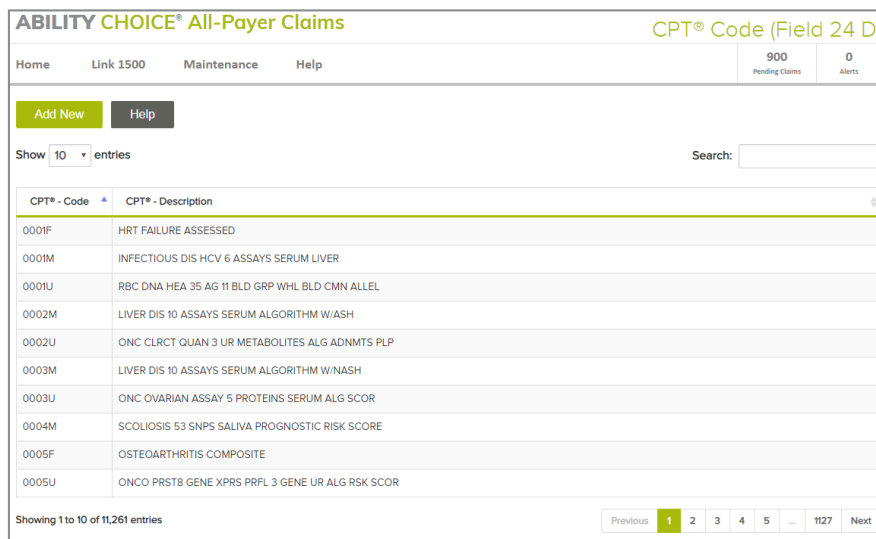 ABILITY CHOICE® All-Payer Claims
CPT® Code (Field 24 D
Home Link 1500 Maintenance Help
900
Pending Claims
0
Alerts
Add New Help
Show 10 entries
Search:
CPT® - Code CPT® - Description
0001F HRT FAILURE ASSESSED
0001M INFECTIOUS DIS HCV 6 ASSAYS SERUM LIVER
0001U RBC DNA HEA 35 AG 11 BLD GRP WHL BLD CMN ALLEL
0002M LIVER DIS 10 ASSAYS SERUM ALGORITHM W/ASH
0002U ONC CLRCT QUAN 3 UR METABOLITES ALG ADNMTS PLP
0003M LIVER DIS 10 ASSAYS SERUM ALGORITHM W/NASH
0003U ONC OVARIAN ASSAY 5 PROTEINS SERUM ALG SCOR
0004M SCOLIOSIS 53 SNPS SALIVA PROGNOSTIC RISK SCORE
0005F OSTEOARTHRITIS COMPOSITE
0005U ONCO PRST8 GENE XPRS PRFL 3 GENE UR ALG RSK SCOR
Showing 1 to 10 of 11,261 entries
Previous 1 2 3 4 5 ... 1127 Next